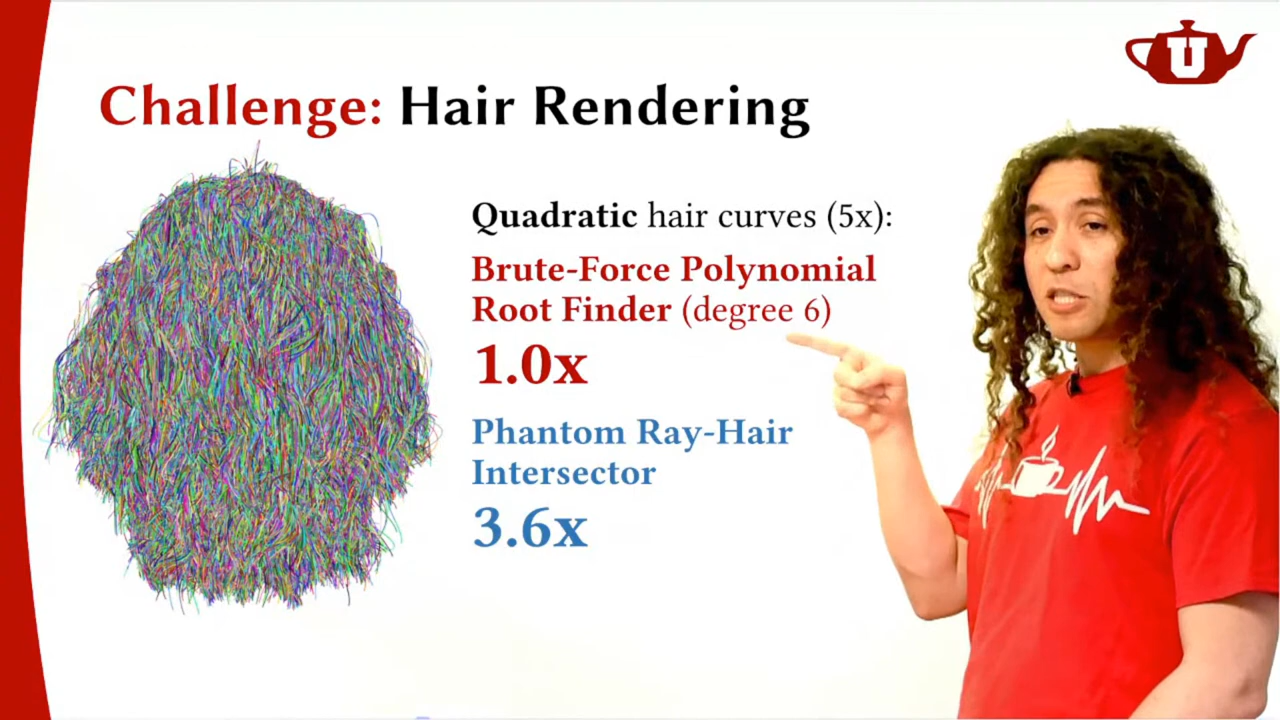 U
Challenge: Hair Rendering
Quadratic hair curves (5x):
Brute-Force Polynomial
Root Finder (degree 6)
1.0x
Phantom Ray-Hair
Intersector
3.6x